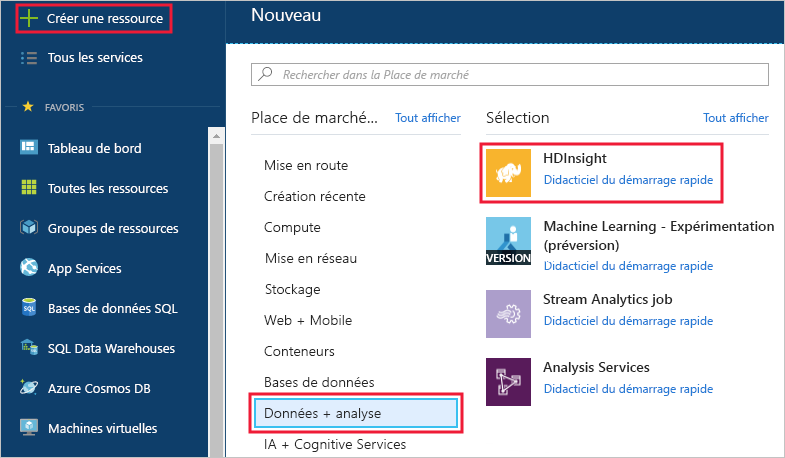 Créer une ressource
Tous les services
FAVORIS
Tableau de bord
Toutes les ressources
Groupes de ressources
App Services
Bases de données SQL
SQL
SQL Data Warehouses
Azure Cosmos DB
Machines virtuelles
Nouveau
Rechercher dans la Place de marché
Place de marché...
Tout afficher
Mise en route
Création récente
Compute
Mise en réseau
Stockage
Web + Mobile
Conteneurs
Bases de données
Données + analyse
IA + Cognitive Services
Sélection
Tout afficher
HDInsight
Didacticiel du démarrage rapide
VERSION
Machine Learning - Expérimentation
(préversion)
Didacticiel du démarrage rapide
Stream Analytics job
Didacticiel du démarrage rapide
Analysis Services
Didacticiel du démarrage rapide